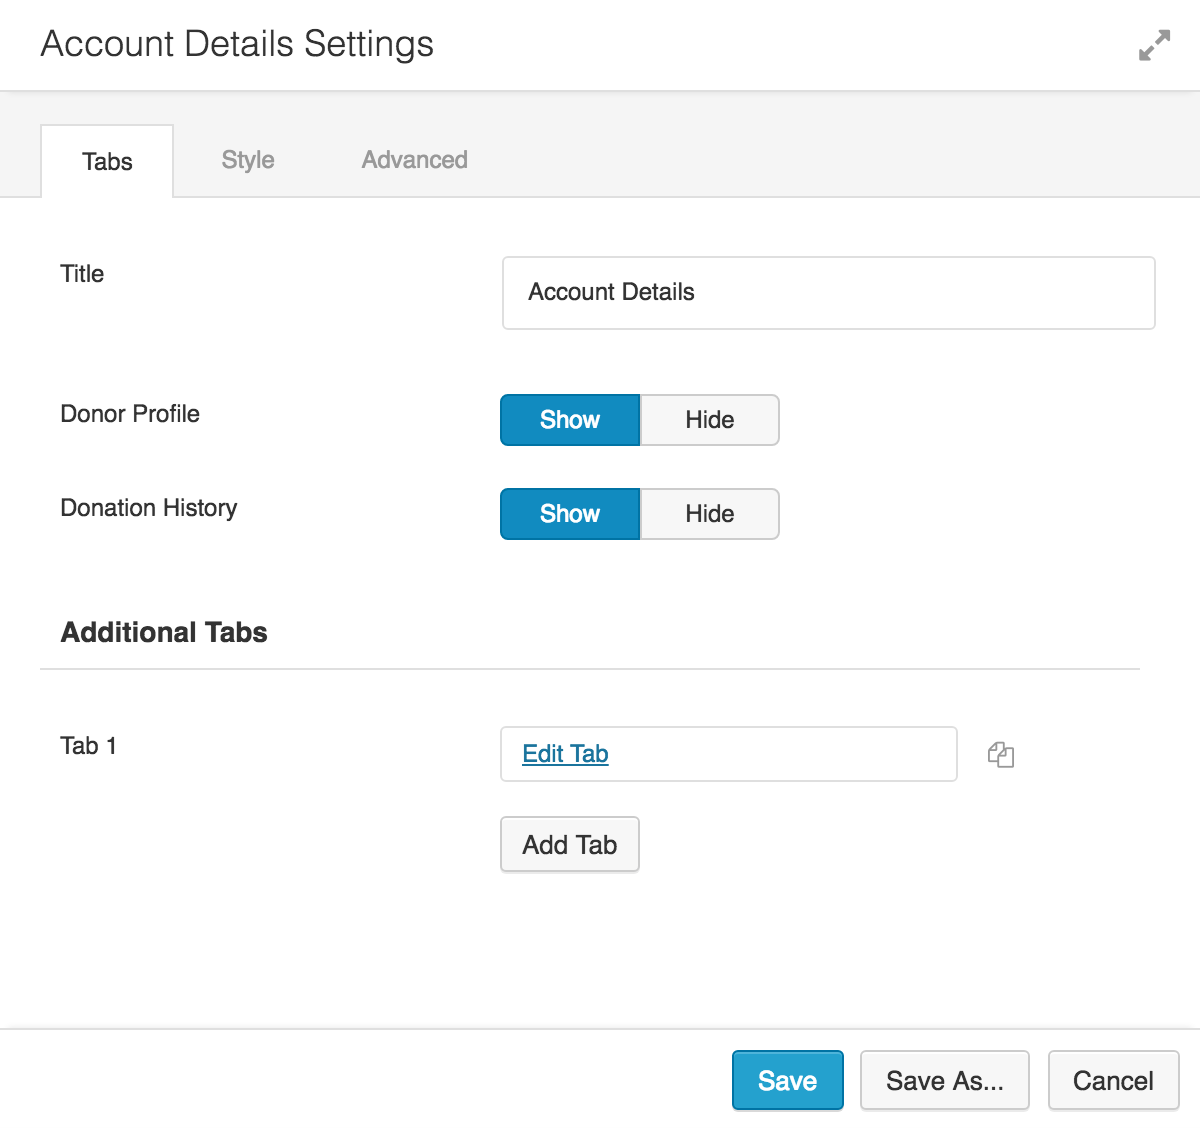 Account Details Settings
Tabs Style Advanced
Title Account Details
Donor Profile Show Hide
Donation History Show Hide
Additional Tabs
Tab 1 Edit Tab
Add Tab
Save Save As... Cancel